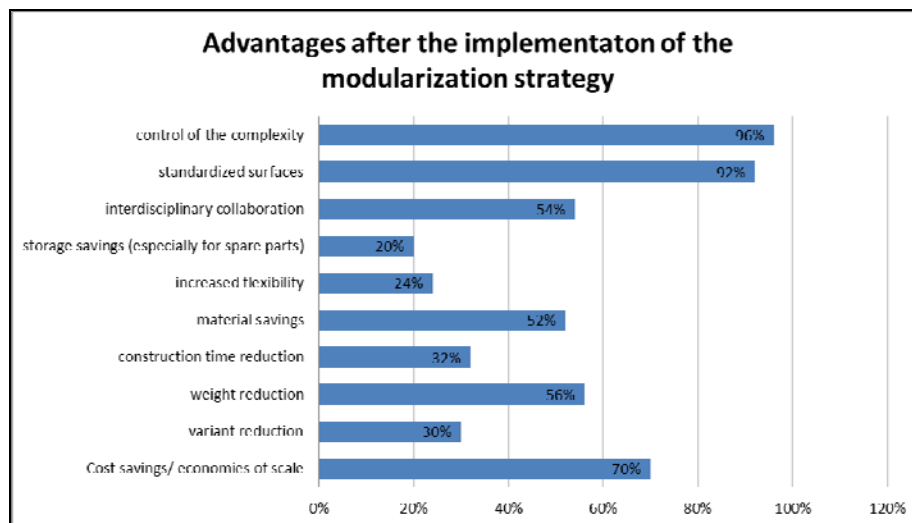 Advantages after the implementaton of the
modularization strategy
control of the complexity
96%
standardized surfaces
92%
interdisciplinary collaboration
54%
storage savings (especially for spare parts)
20%
increased flexibility
24%
material savings
52%
construction time reduction
32%
weight reduction
56%
variant reduction
30%
Cost savings/ economies of scale
70%
0% 20% 40% 60% 80% 100% 120%